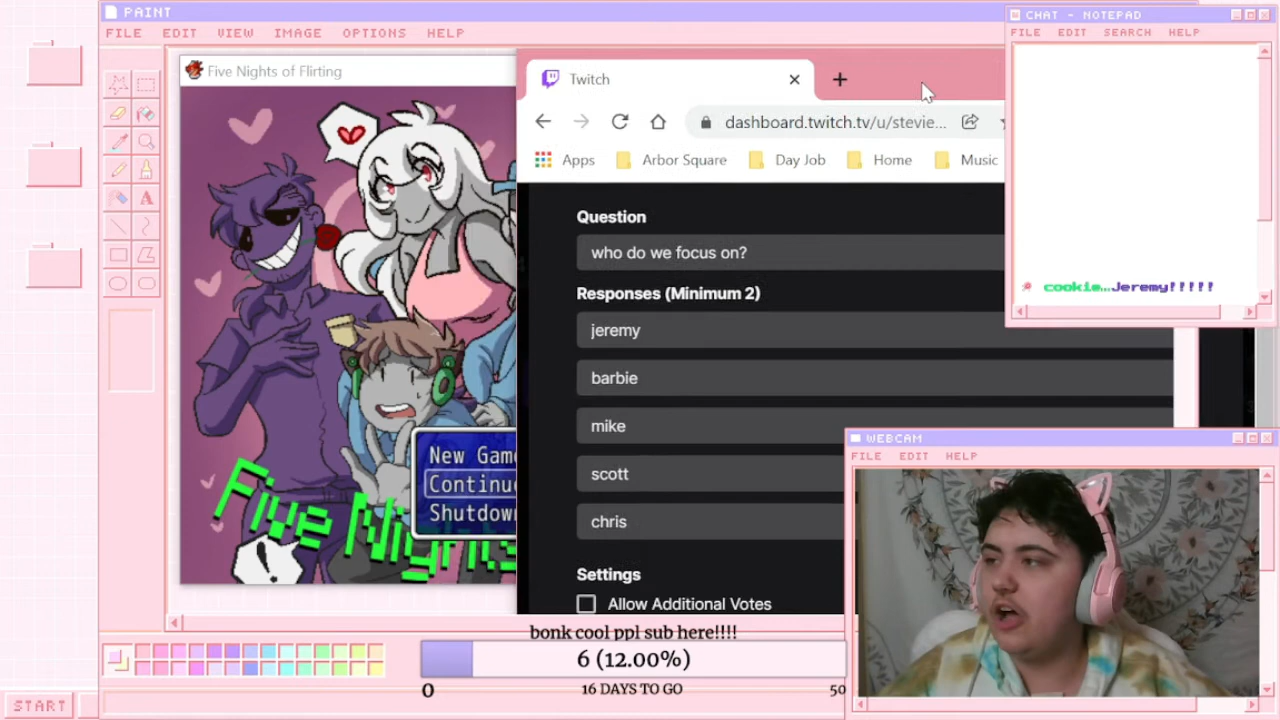 PAINT
FILE EDIT VIEW IMAGE OPTIONS HELP
Five Nights of Flirting
New Game
Continue
Shutdown
Five Nights
Twitch
dashboard.twitch.tv/u/stevie...
Apps Arbor Square Day Job Home Music
Question
who do we focus on?
Responses (Minimum 2)
jeremy
barbie
mike
scott
chris
Settings
Allow Additional Votes
CHAT - NOTEPAD
FILE EDIT SEARCH HELP
cookie…Jeremy!!!!!
WEBCAM
FILE EDIT HELP
bonk cool ppl sub here!!!!
6 (12.00%)
0 16 DAYS TO GO 50
START